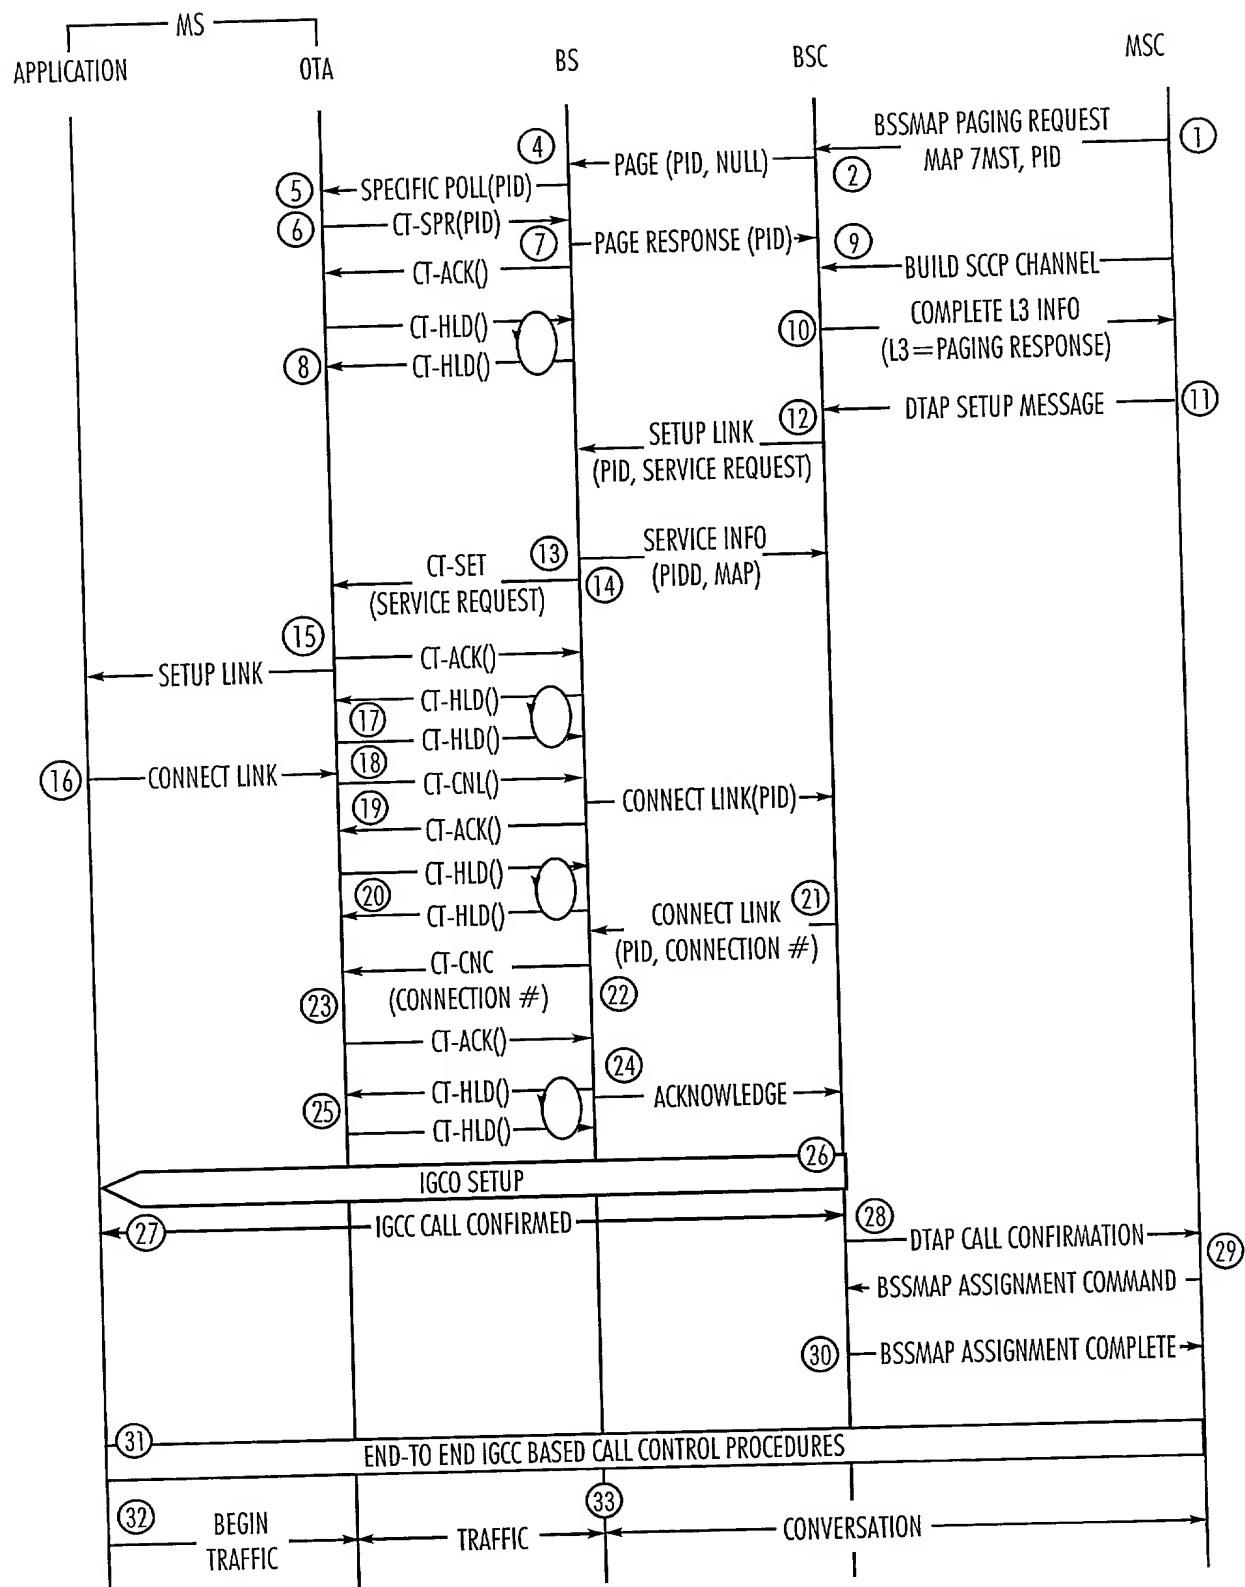 MS
APPLICATION
OTA
BS
BSC
MSC
BSSMAP PAGING REQUEST
MAP 7MST, PID
1
4
PAGE (PID, NULL)
2
5
SPECIFIC POLL(PID)
6
CT-SPR(PID)
7
PAGE RESPONSE (PID)
9
CT-ACK()
BUILD SCCP CHANNEL
CT-HLD()
10
COMPLETE L3 INFO
(L3=PAGING RESPONSE)
8
CT-HLD()
12
DTAP SETUP MESSAGE
11
SETUP LINK
(PID, SERVICE REQUEST)
13
SERVICE INFO
(PIDD, MAP)
CT-SET
(SERVICE REQUEST)
14
15
CT-ACK()
SETUP LINK
CT-HLD()
17
CT-HLD()
16
CONNECT LINK
18
CT-CNL()
CONNECT LINK(PID)
19
CT-ACK()
CT-HLD()
20
CT-HLD()
21
CONNECT LINK
(PID, CONNECTION #)
CT-CNC
(CONNECTION #)
22
23
CT-ACK()
24
CT-HLD()
ACKNOWLEDGE
25
CT-HLD()
26
IGCO SETUP
27
IGCC CALL CONFIRMED
28
DTAP CALL CONFIRMATION
29
BSSMAP ASSIGNMENT COMMAND
30
BSSMAP ASSIGNMENT COMPLETE
31
END-TO END IGCC BASED CALL CONTROL PROCEDURES
32
BEGIN
TRAFFIC
TRAFFIC
33
CONVERSATION